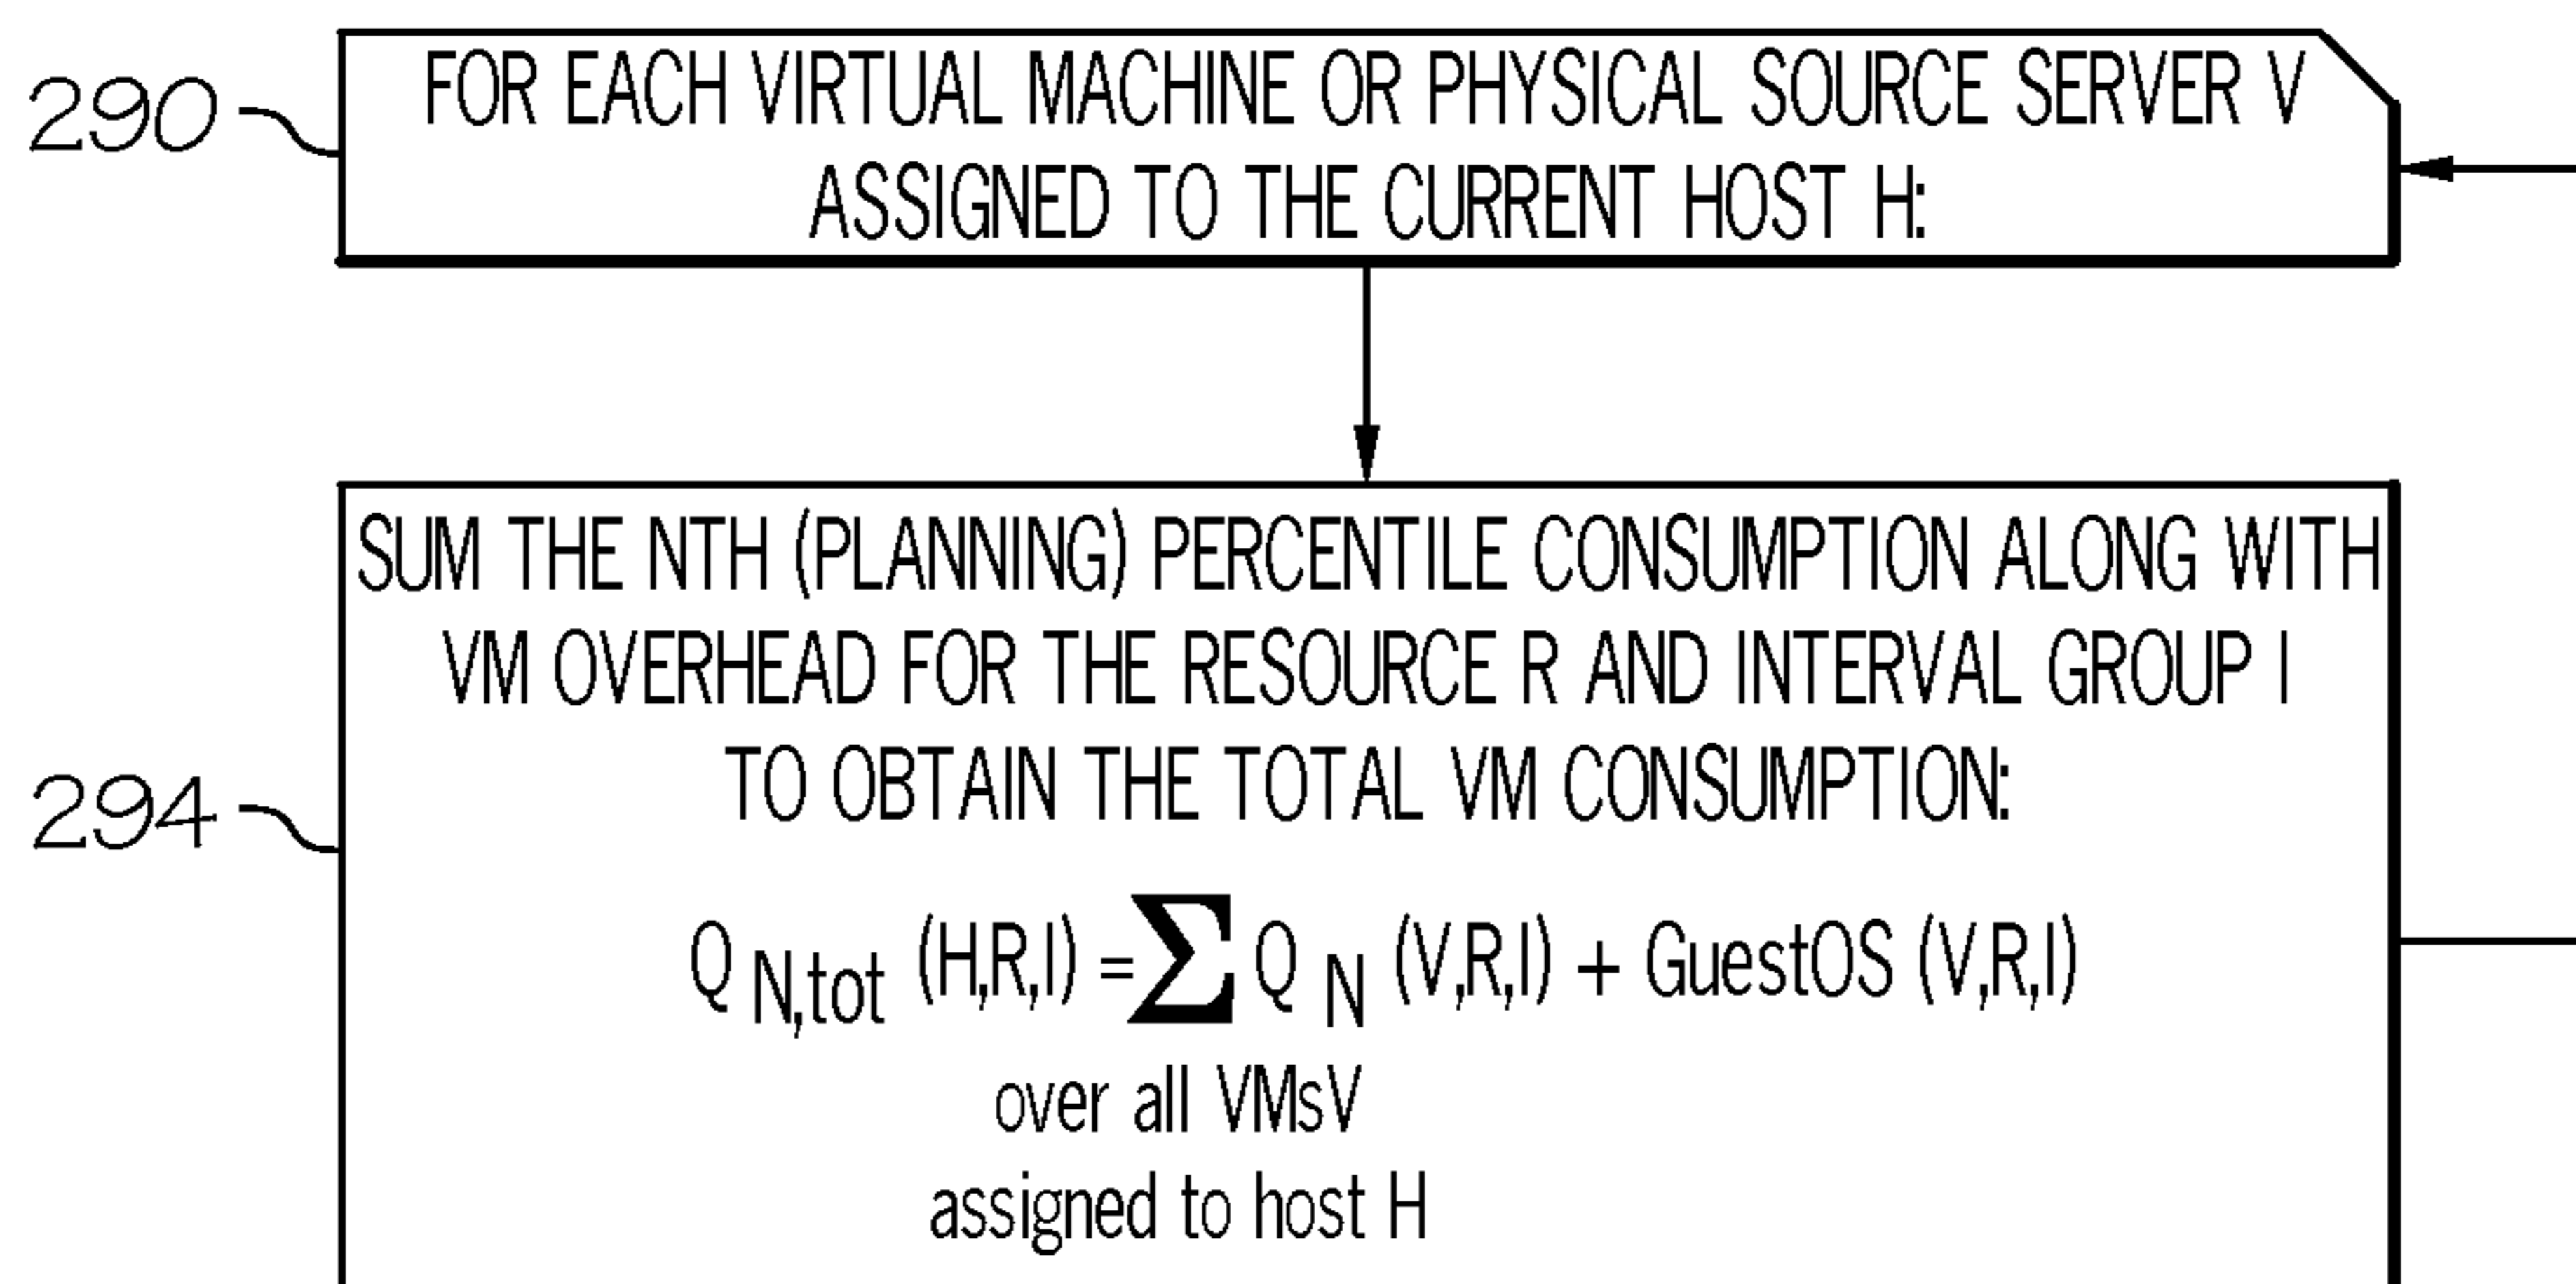 290
FOR EACH VIRTUAL MACHINE OR PHYSICAL SOURCE SERVER V
ASSIGNED TO THE CURRENT HOST H:
SUM THE NTH (PLANNING) PERCENTILE CONSUMPTION ALONG WITH
VM OVERHEAD FOR THE RESOURCE R AND INTERVAL GROUP I
TO OBTAIN THE TOTAL VM CONSUMPTION:
294
Q N,tot (H,R,I) = Σ Q N (V,R,I) + GuestOS (V,R,I)
over all VMsV
assigned to host H